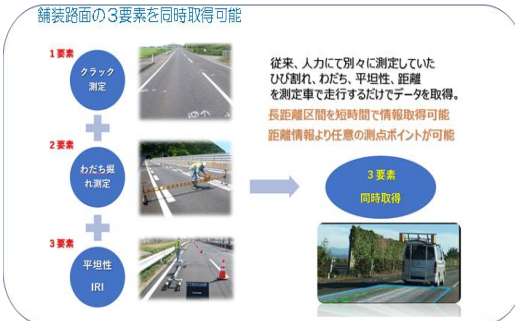 舗装路面の３要素を同時取得可能
１要素
クラック
測定
２要素
わだち掘
れ測定
３要素
平坦性
IRI
従来、人力にて別々に測定していた
ひび割れ、わだち、平坦性、距離
を測定車で走行するだけでデータを取得。
長距離区間を短時間で情報取得可能
距離情報より任意の測点ポイントが可能
３要素
同時取得